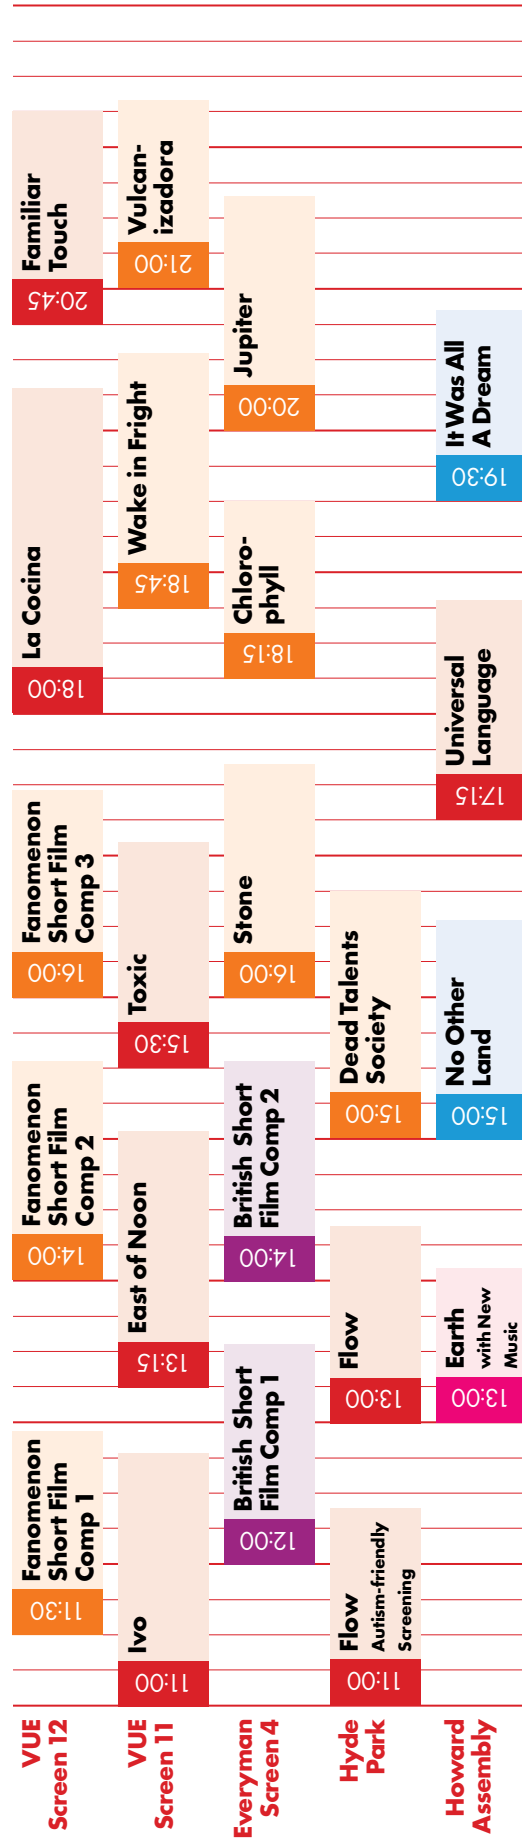 VUE
Screen 12
11:30
Fanomenon
Short Film
Comp 1
14:00
Fanomenon
Short Film
Comp 2
16:00
Fanomenon
Short Film
Comp 3
18:00
La Cocina
20:45
Familiar
Touch
VUE
Screen 11
11:00
Ivo
13:15
East of Noon
15:30
Toxic
18:45
Wake in Fright
21:00
Vulcan-
izadora
Everyman
Screen 4
12:00
British Short
Film Comp 1
14:00
British Short
Film Comp 2
16:00
Stone
18:15
Chloro-
phyll
20:00
Jupiter
Hyde
Park
11:00
Flow
Autism-friendly
Screening
13:00
Flow
15:00
Dead Talents
Society
Howard
Assembly
13:00
Earth
with New
Music
15:00
No Other
Land
17:15
Universal
Language
19:30
It Was All
A Dream